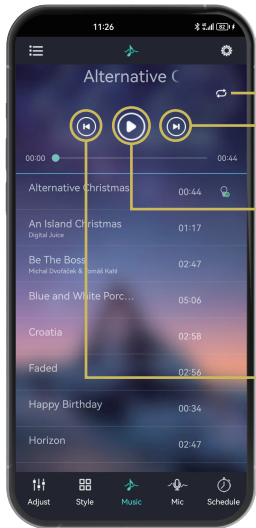 11:26
82
Alternative C
00:00
00:44
Alternative Christmas 00:44
An Island Christmas 01:17
Digital Juice
Be The Boss 02:47
Michal Dvořáček & Tomáš Kahl
Blue and White Porc... 05:06
Croatia 02:58
Faded 02:56
Happy Birthday 00:34
Horizon 02:47
Adjust Style Music Mic Schedule